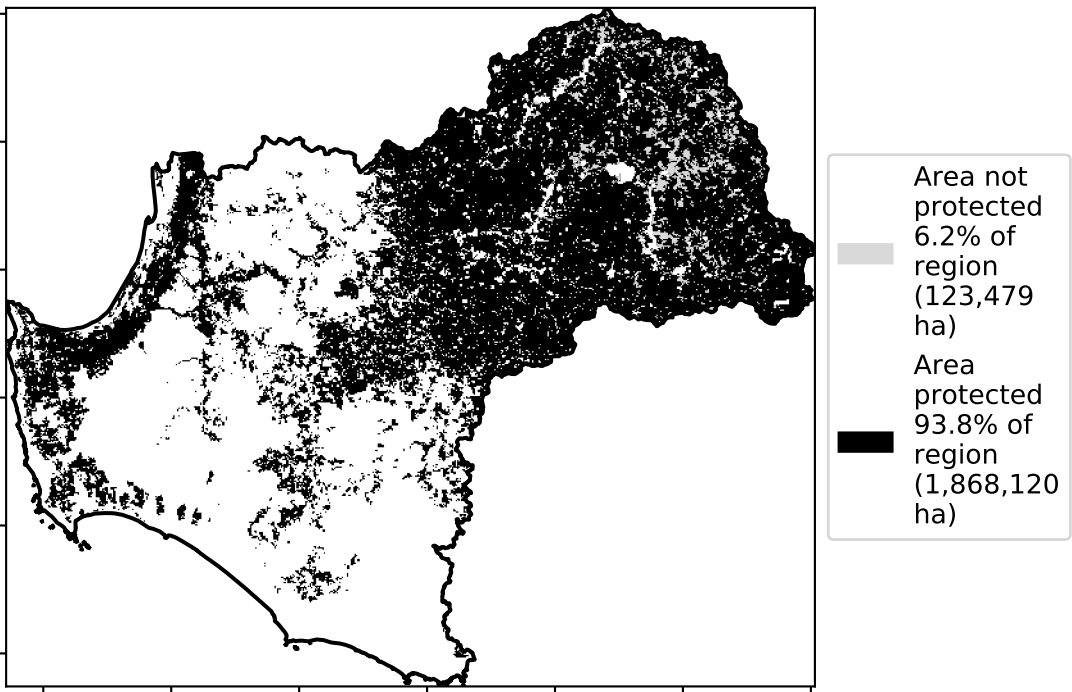 Area not
protected
6.2% of
region
(123,479
ha)
Area
protected
93.8% of
region
(1,868,120
ha)